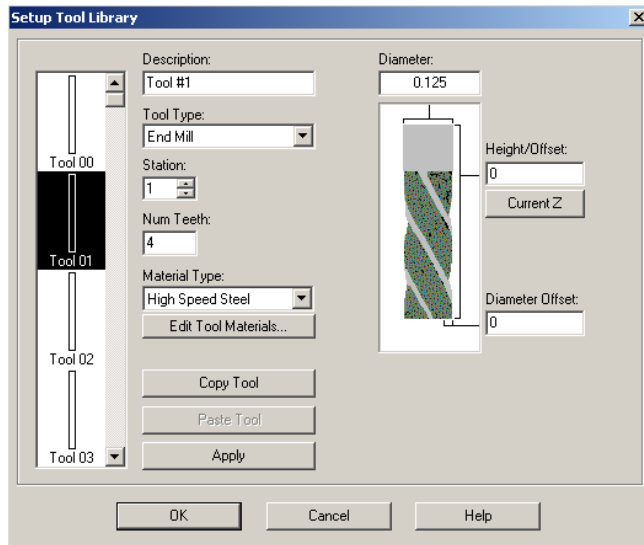 Setup Tool Library
Tool 00
Tool 01
Tool 02
Tool 03
Description:
Tool #1
Tool Type:
End Mill
Station:
1
Num Teeth:
4
Material Type:
High Speed Steel
Edit Tool Materials...
Copy Tool
Paste Tool
Apply
Diameter:
0.125
Height/Offset:
0
Current Z
Diameter Offset:
0
OK
Cancel
Help